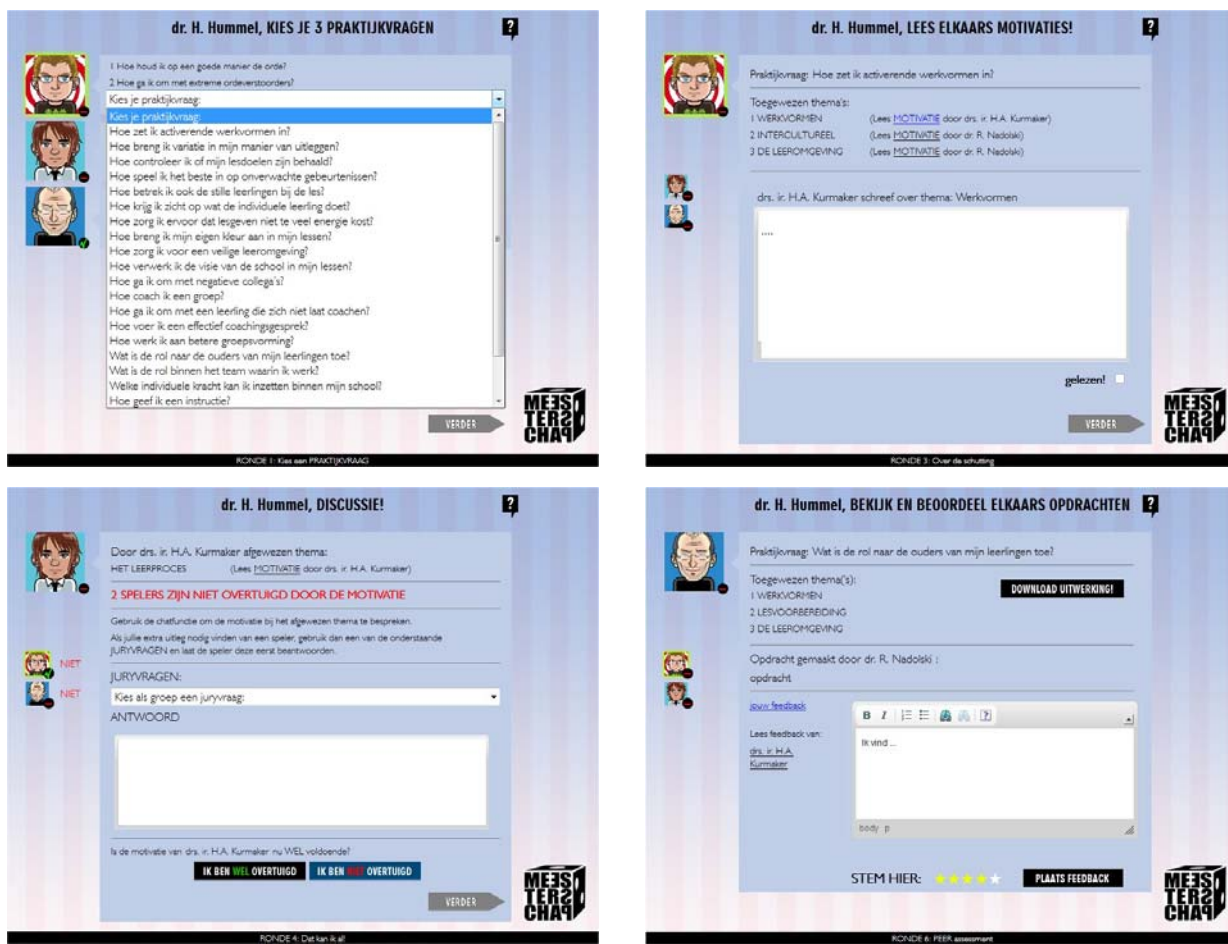 dr. H. Hummel, KIES JE 3 PRAKTIJKVRAGEN
?
1 Hoe houd ik op een goede manier de orde?
2 Hoe ga ik om met extreme ordeverstoorders?
Kies je praktijkvraag:
Kies je praktijkvraag:
Hoe zet ik activerende werkvormen in?
Hoe breng ik variatie in mijn manier van uitleggen?
Hoe controleer ik of mijn lesdoelen zijn behaald?
Hoe speel ik het beste in op onverwachte gebeurtenissen?
Hoe betrek ik ook de stille leerlingen bij de les?
Hoe krijg ik zicht op wat de individuele leerling doet?
Hoe zorg ik ervoor dat lesgeven niet te veel energie kost?
Hoe breng ik mijn eigen kleur aan in mijn lessen?
Hoe zorg ik voor een veilige leeromgeving?
Hoe verwerk ik de visie van de school in mijn lessen?
Hoe ga ik om met negatieve collega's?
Hoe coach ik een groep?
Hoe ga ik om met een leerling die zich niet laat coachen?
Hoe voer ik een effectief coachingsgesprek?
Hoe werk ik aan betere groepsvorming?
Wat is de rol naar de ouders van mijn leerlingen toe?
Wat is de rol binnen het team waarin ik werk?
Welke individuele kracht kan ik inzetten binnen mijn school?
Hoe geef ik een instructie?
VERDER
MEESTERSCHAP
RONDE 1: Kies een PRAKTIJKVRAAG
dr. H. Hummel, LEES ELKAARS MOTIVATIES!
?
Praktijkvraag: Hoe zet ik activerende werkvormen in?
Toegewezen thema's:
1 WERKVORMEN (Lees MOTIVATIE door drs. ir. H.A. Kurmaker)
2 INTERCULTUREEL (Lees MOTIVATIE door dr. R. Nadolski)
3 DE LEEROMGEVING (Lees MOTIVATIE door dr. R. Nadolski)
drs. ir. H.A. Kurmaker schreef over thema: Werkvormen
....
gelezen!
VERDER
MEESTERSCHAP
RONDE 3: Over de schutting
dr. H. Hummel, DISCUSSIE!
?
Door drs. ir. H.A. Kurmaker afgewezen thema:
HET LEERPROCES (Lees MOTIVATIE door drs. ir. H.A. Kurmaker)
2 SPELERS ZIJN NIET OVERTUIGD DOOR DE MOTIVATIE
Gebruik de chatfunctie om de motivatie bij het afgewezen thema te bespreken.
Als jullie extra uitleg nodig vinden van een speler, gebruik dan een van de onderstaande
JURYVRAGEN en laat de speler deze eerst beantwoorden.
NIET
NIET
JURYVRAGEN:
Kies als groep een juryvraag:
ANTWOORD
Is de motivatie van drs. ir. H.A. Kurmaker nu WEL voldoende?
IK BEN WEL OVERTUIGD IK BEN NIET OVERTUIGD
VERDER
MEESTERSCHAP
RONDE 4: Dat kan ik al!
dr. H. Hummel, BEKIJK EN BEOORDEEL ELKAARS OPDRACHTEN
?
Praktijkvraag: Wat is de rol naar de ouders van mijn leerlingen toe?
Toegewezen thema('s):
1 WERKVORMEN
2 LESVOORBEREIDING
3 DE LEEROMGEVING
DOWNLOAD UITWERKING!
Opdracht gemaakt door dr. R. Nadolski :
opdracht
jouw feedback
Lees feedback van:
drs. ir. H.A.
Kurmaker
B I
Ik vind ...
body p
STEM HIER:
PLAATS FEEDBACK
MEESTERSCHAP
RONDE 6: PEER assessment